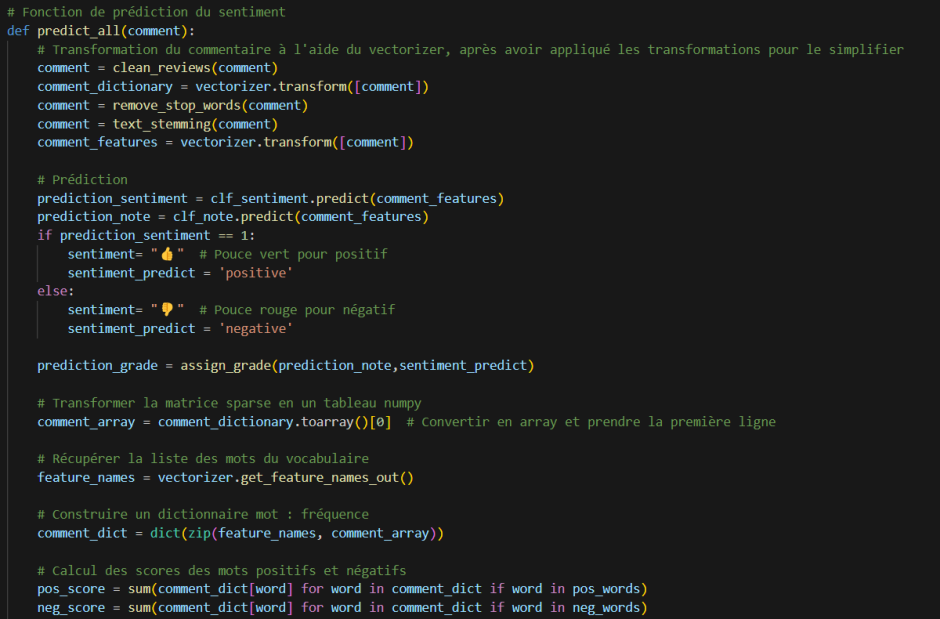 # Fonction de prédiction du sentiment
def predict_all(comment):
    # Transformation du commentaire à l'aide du vectorizer, après avoir appliqué les transformations pour le simplifier
    comment = clean_reviews(comment)
    comment_dictionary = vectorizer.transform([comment])
    comment = remove_stop_words(comment)
    comment = text_stemming(comment)
    comment_features = vectorizer.transform([comment])

    # Prédiction
    prediction_sentiment = clf_sentiment.predict(comment_features)
    prediction_note = clf_note.predict(comment_features)
    if prediction_sentiment == 1:
        sentiment= "👍"  # Pouce vert pour positif
        sentiment_predict = 'positive'
    else:
        sentiment= "👎"  # Pouce rouge pour négatif
        sentiment_predict = 'negative'

    prediction_grade = assign_grade(prediction_note,sentiment_predict)

    # Transformer la matrice sparse en un tableau numpy
    comment_array = comment_dictionary.toarray()[0]  # Convertir en array et prendre la première ligne

    # Récupérer la liste des mots du vocabulaire
    feature_names = vectorizer.get_feature_names_out()

    # Construire un dictionnaire mot : fréquence
    comment_dict = dict(zip(feature_names, comment_array))

    # Calcul des scores des mots positifs et négatifs
    pos_score = sum(comment_dict[word] for word in comment_dict if word in pos_words)
    neg_score = sum(comment_dict[word] for word in comment_dict if word in neg_words)